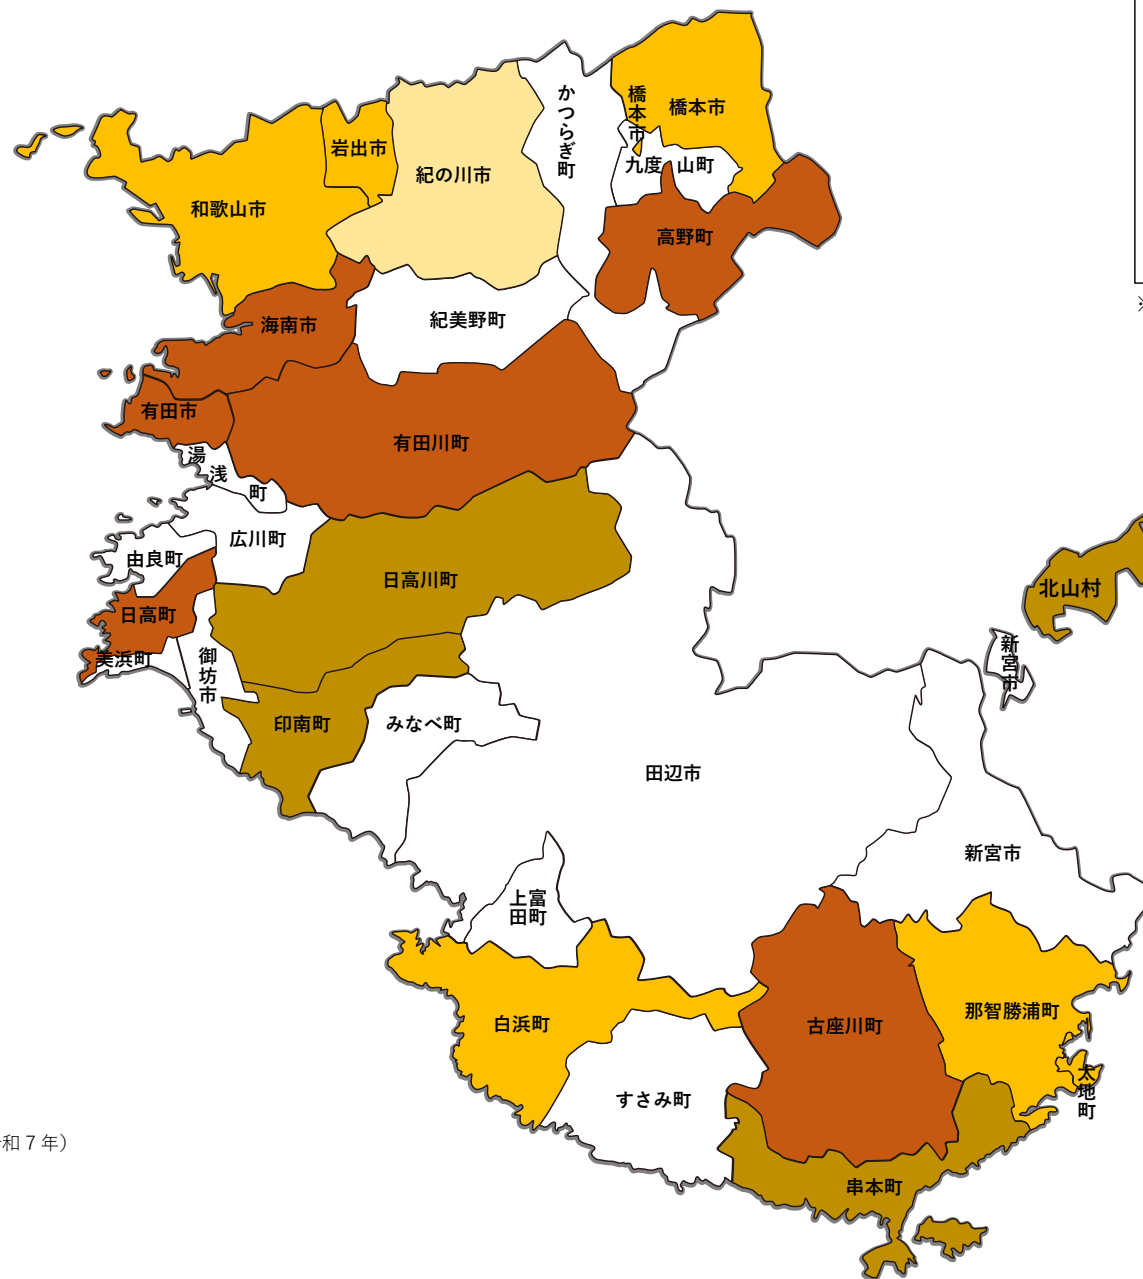 かつらぎ町
橋本市
橋本市
岩出市
紀の川市
九度山町
和歌山市
高野町
※
紀美野町
海南市
有田市
有田川町
湯浅町
広川町
由良町
日高川町
北山村
日高町
新宮市
美浜町
御坊市
印南町
みなべ町
田辺市
新宮市
上富
田町
那智勝浦町
白浜町
古座川町
太地町
すさみ町
和7年）
串本町